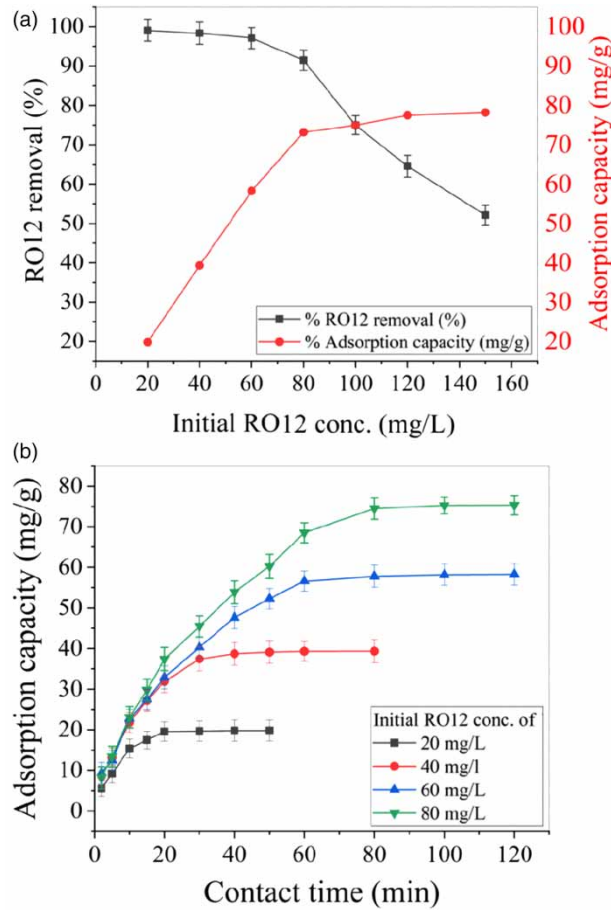 (a)
100
90
80
70
60
50
40
30
20
RO12 removal (%)
100
90
80
70
60
50
40
30
20
Adsorption capacity (mg/g)
% RO12 removal (%)
% Adsorption capacity (mg/g)
0 20 40 60 80 100 120 140 160
Initial RO12 conc. (mg/L)
(b)
80
70
60
50
40
30
20
10
0
Adsorption capacity (mg/g)
Initial RO12 conc. of
20 mg/L
40 mg/l
60 mg/L
80 mg/L
0 20 40 60 80 100 120
Contact time (min)